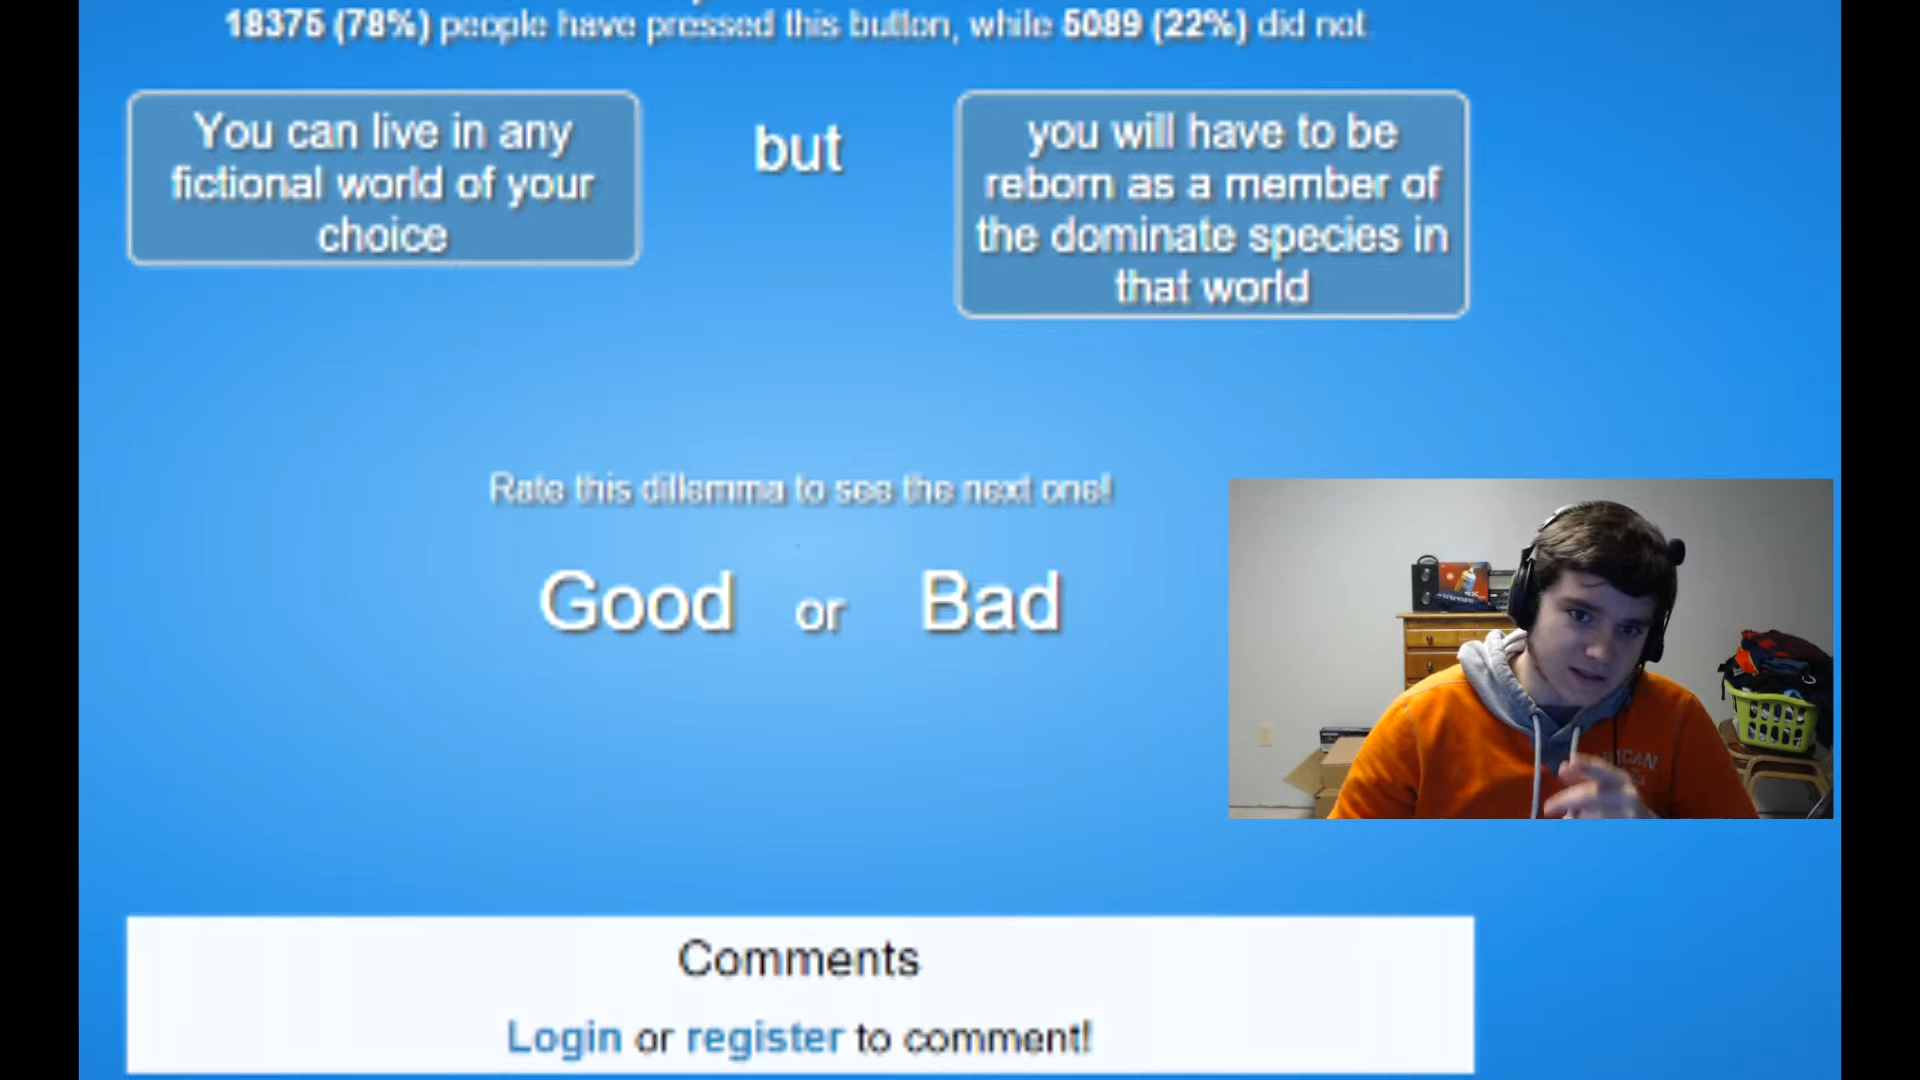 18375 (78%) people have pressed this button, while 5089 (22%) did not
You can live in any
fictional world of your
choice
but
you will have to be
reborn as a member of
the dominate species in
that world
Rate this dillemma to see the next one!
Good or Bad
Comments
Login or register to comment!